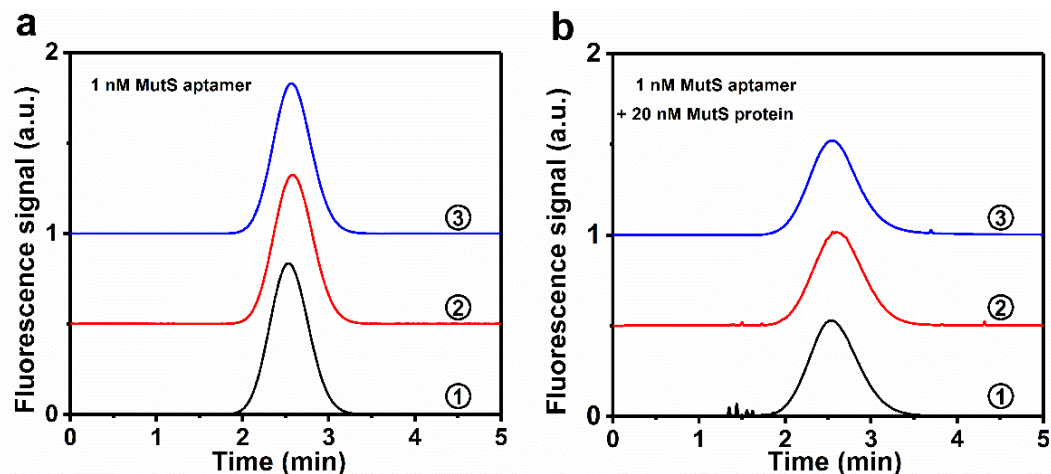 a
2
1 nM MutS aptamer
Fluorescence signal (a.u.)
③
1
②
①
0
0 1 2 3 4 5
Time (min)
b
2
1 nM MutS aptamer
+ 20 nM MutS protein
Fluorescence signal (a.u.)
③
1
②
①
0
0 1 2 3 4 5
Time (min)